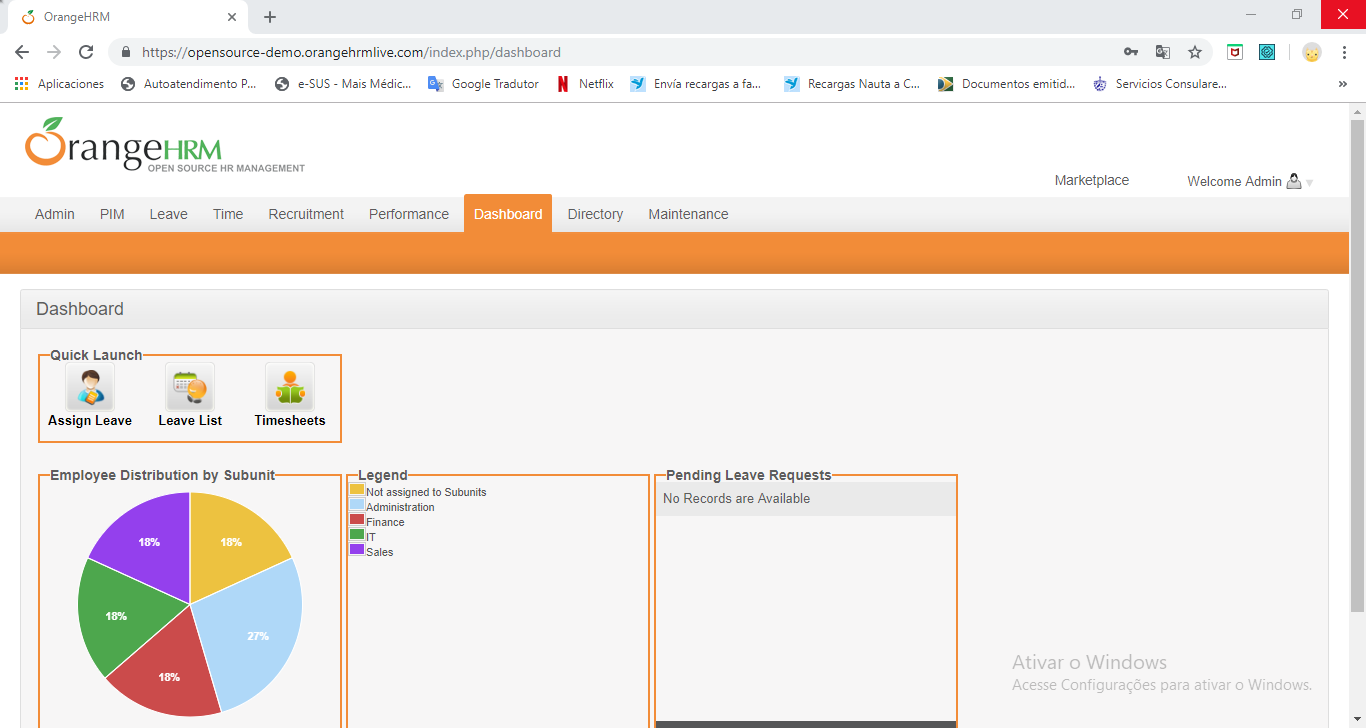 OrangeHRM
https://opensource-demo.orangehrmlive.com/index.php/dashboard
Aplicaciones
Autoatendimento P...
e-SUS - Mais Médic...
Google Tradutor
Netflix
Envía recargas a fa...
Recargas Nauta a C...
Documentos emitid...
Servicios Consulare...
»
OrangeHRM
OPEN SOURCE HR MANAGEMENT
Marketplace
Welcome Admin
Admin
PIM
Leave
Time
Recruitment
Performance
Dashboard
Directory
Maintenance
Dashboard
Quick Launch
Assign Leave
Leave List
Timesheets
Employee Distribution by Subunit
18%
18%
27%
18%
18%
Legend
Not assigned to Subunits
Administration
Finance
IT
Sales
Pending Leave Requests
No Records are Available
Ativar o Windows
Acesse Configurações para ativar o Windows.